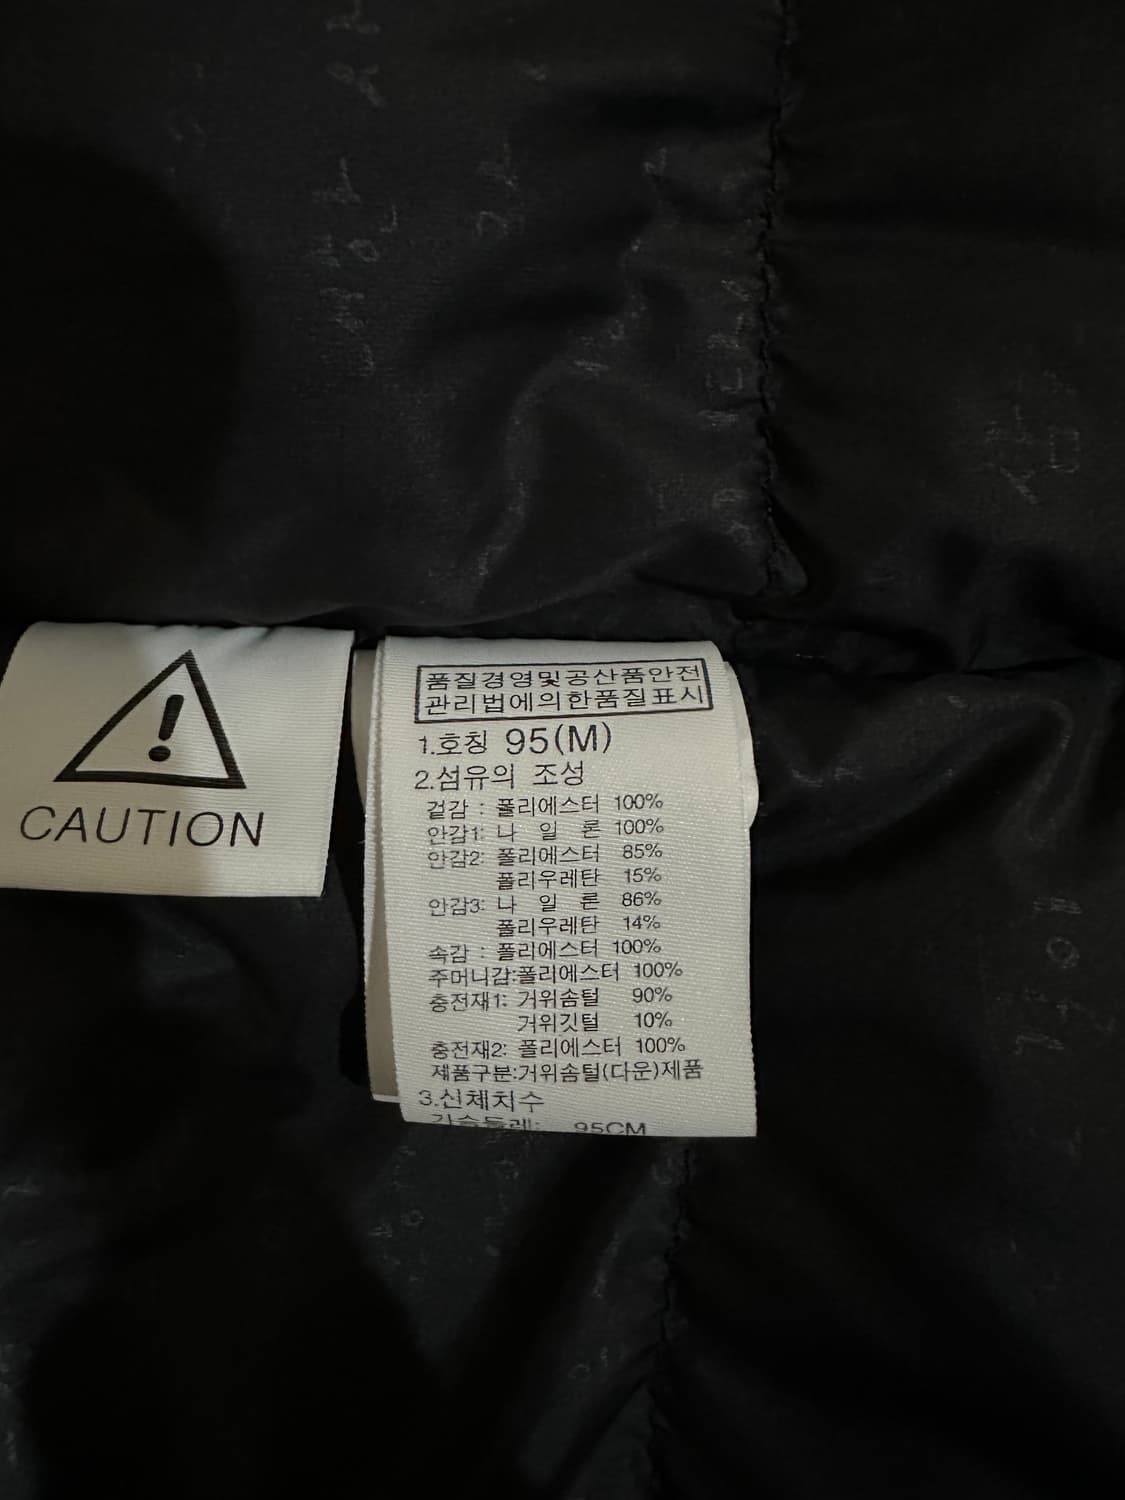 CAUTION
품질경영및공산품안전
관리법에의한품질표시
1.호칭 95(M)
2.섬유의 조성
겉감 : 폴리에스터 100%
안감1: 나 일 론 100%
안감2: 폴리에스터 85%
폴리우레탄 15%
안감3: 나 일 론 86%
폴리우레탄 14%
속감 : 폴리에스터 100%
주머니감:폴리에스터 100%
충전재1: 거위솜털 90%
거위깃털 10%
충전재2: 폴리에스터 100%
제품구분:거위솜털(다운)제품
3.신체치수
가슴둘레: 95CM